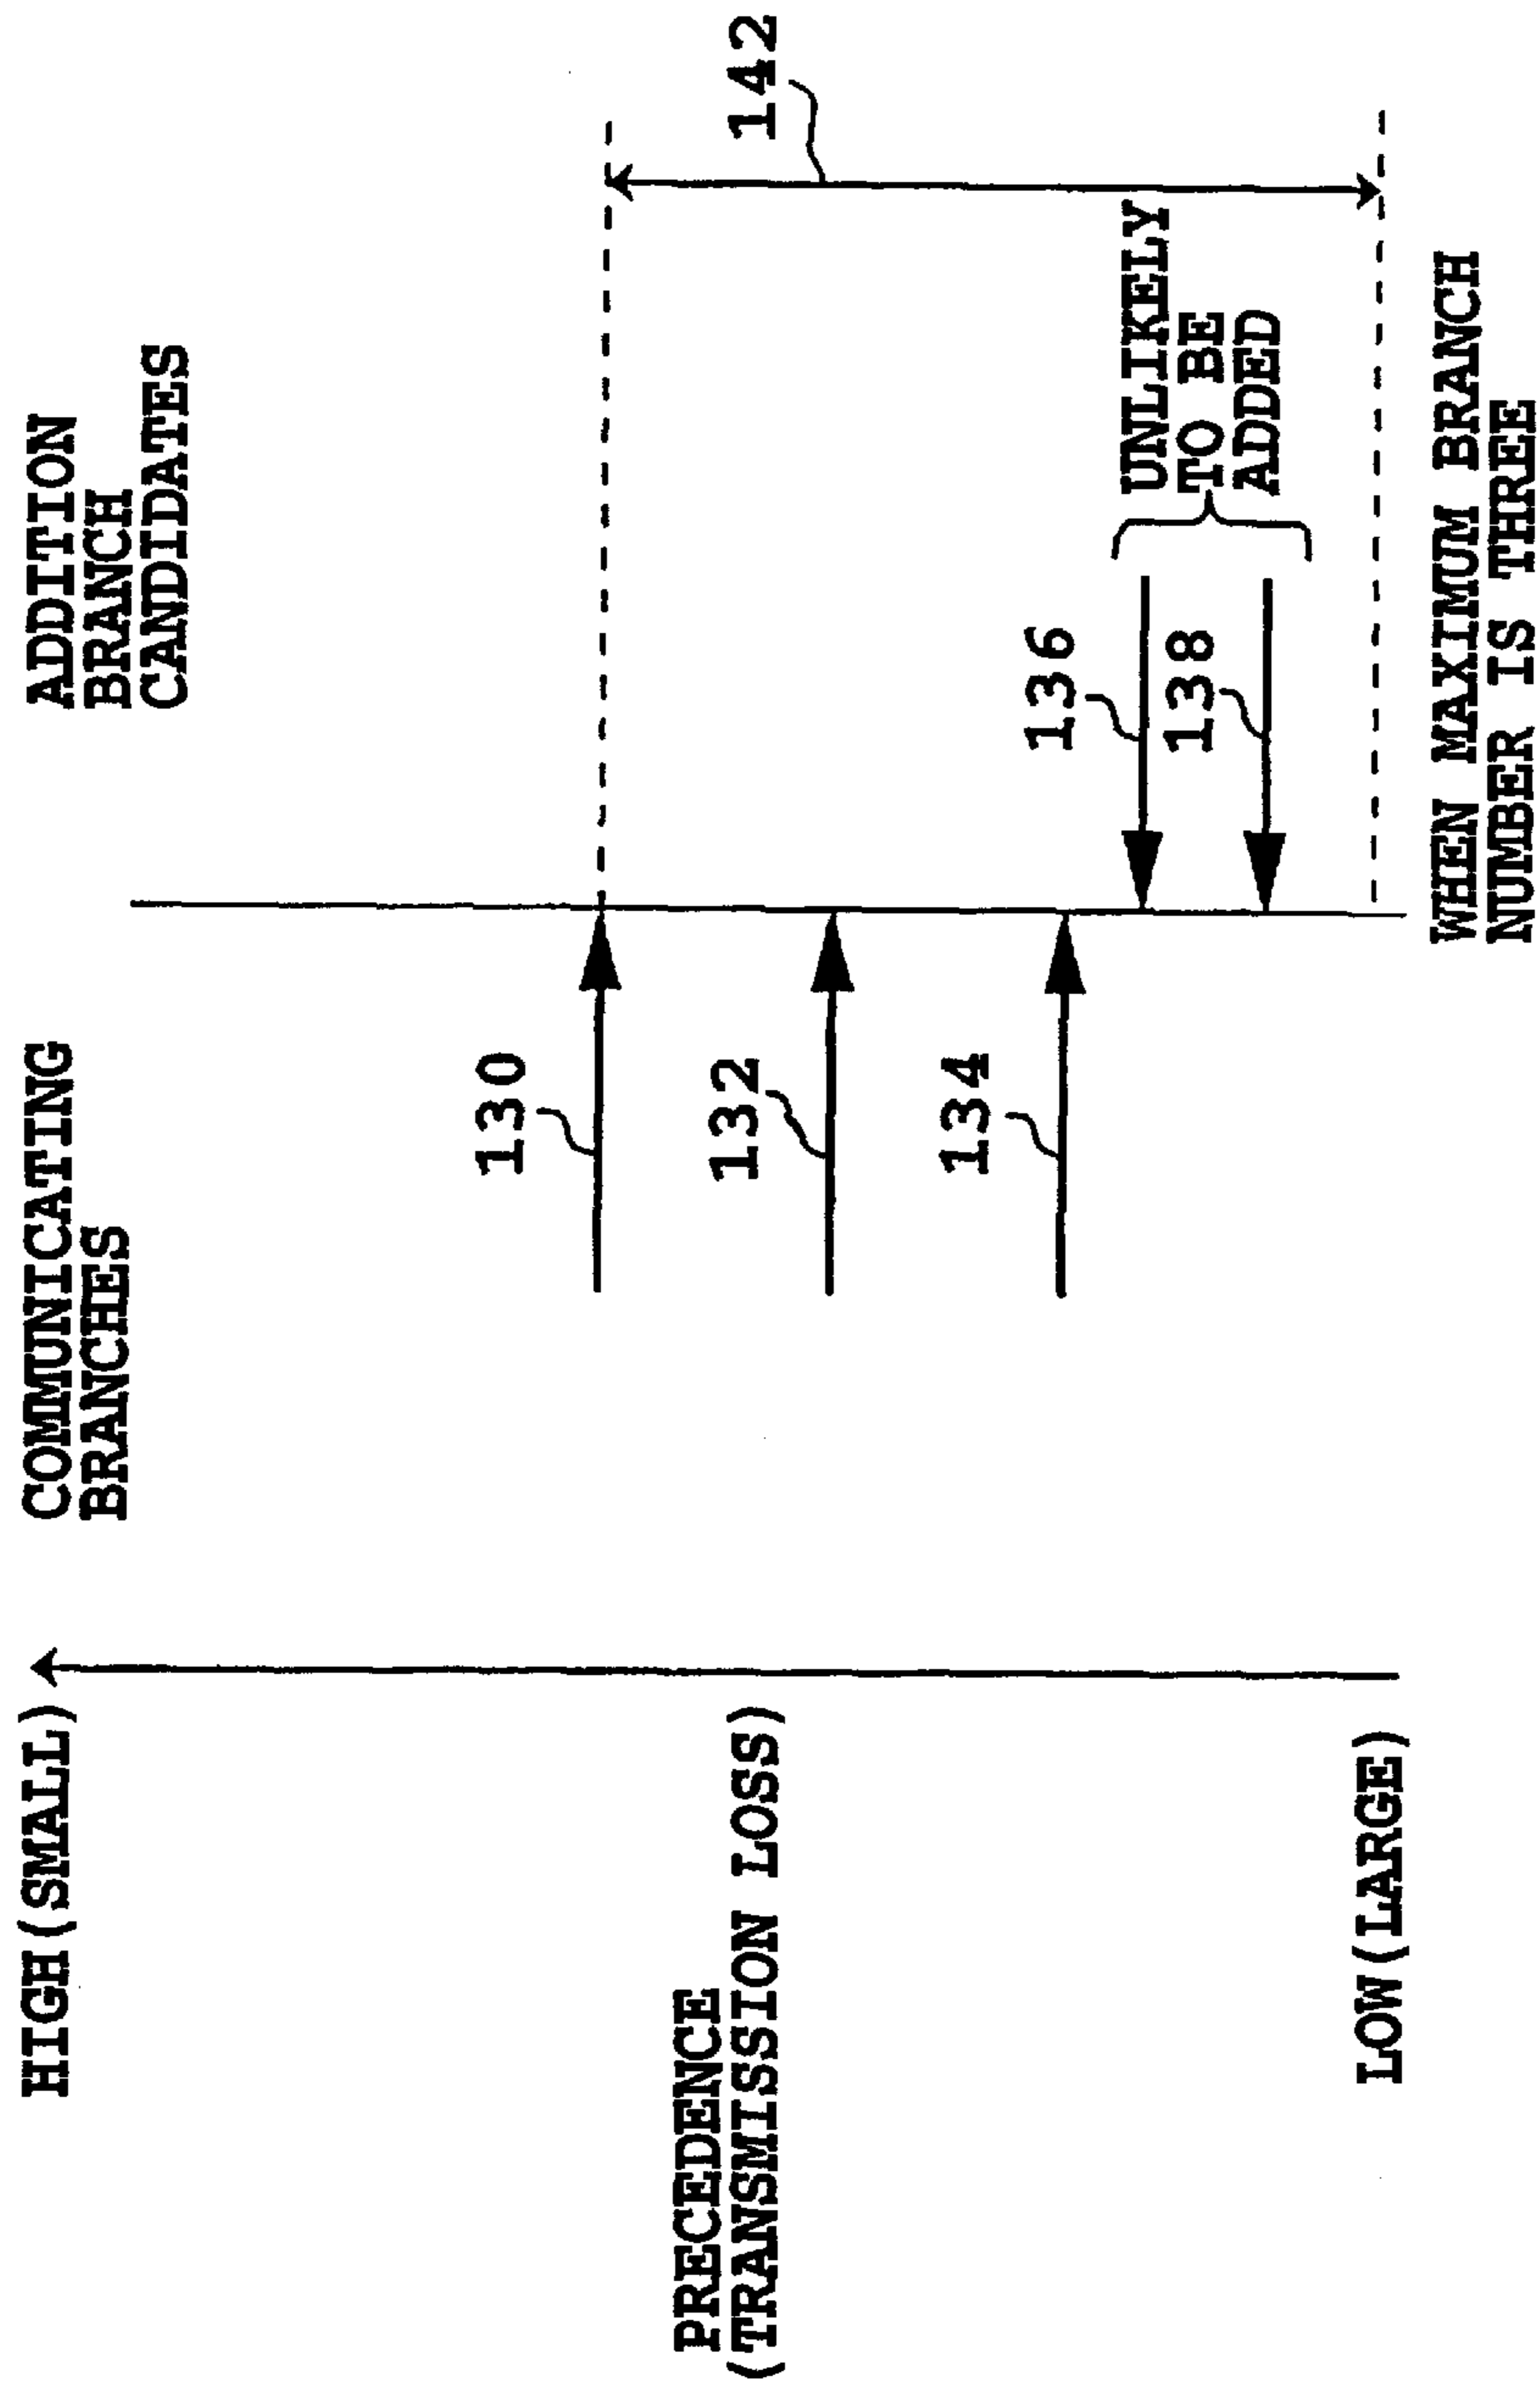 HIGH(SMALL)
PRECEDENCE
(TRANSMISSION LOSS)
LOW(LARGE)
COMMUNICATING
BRANCHES
130
132
134
ADDITION
BRANCH
CANDIDATES
136
138
UNLIKELY
TO BE
ADDED
142
WHEN MAXIMUM BRANCH
NUMBER IS THREE